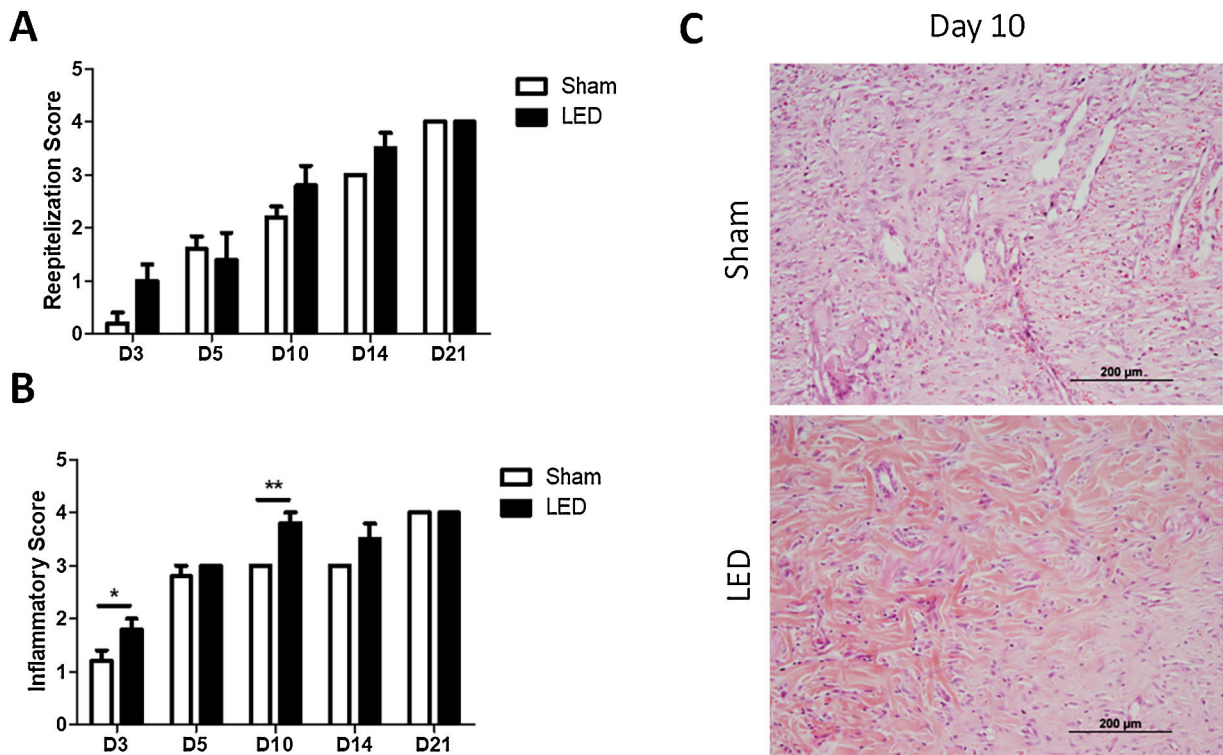 A
5
4
3
2
1
0
Reepitelization Score
Sham
LED
D3 D5 D10 D14 D21
B
5
4
3
2
1
0
Inflammatory Score
*
**
Sham
LED
D3 D5 D10 D14 D21
C
Day 10
Sham
200 µm
LED
200 µm